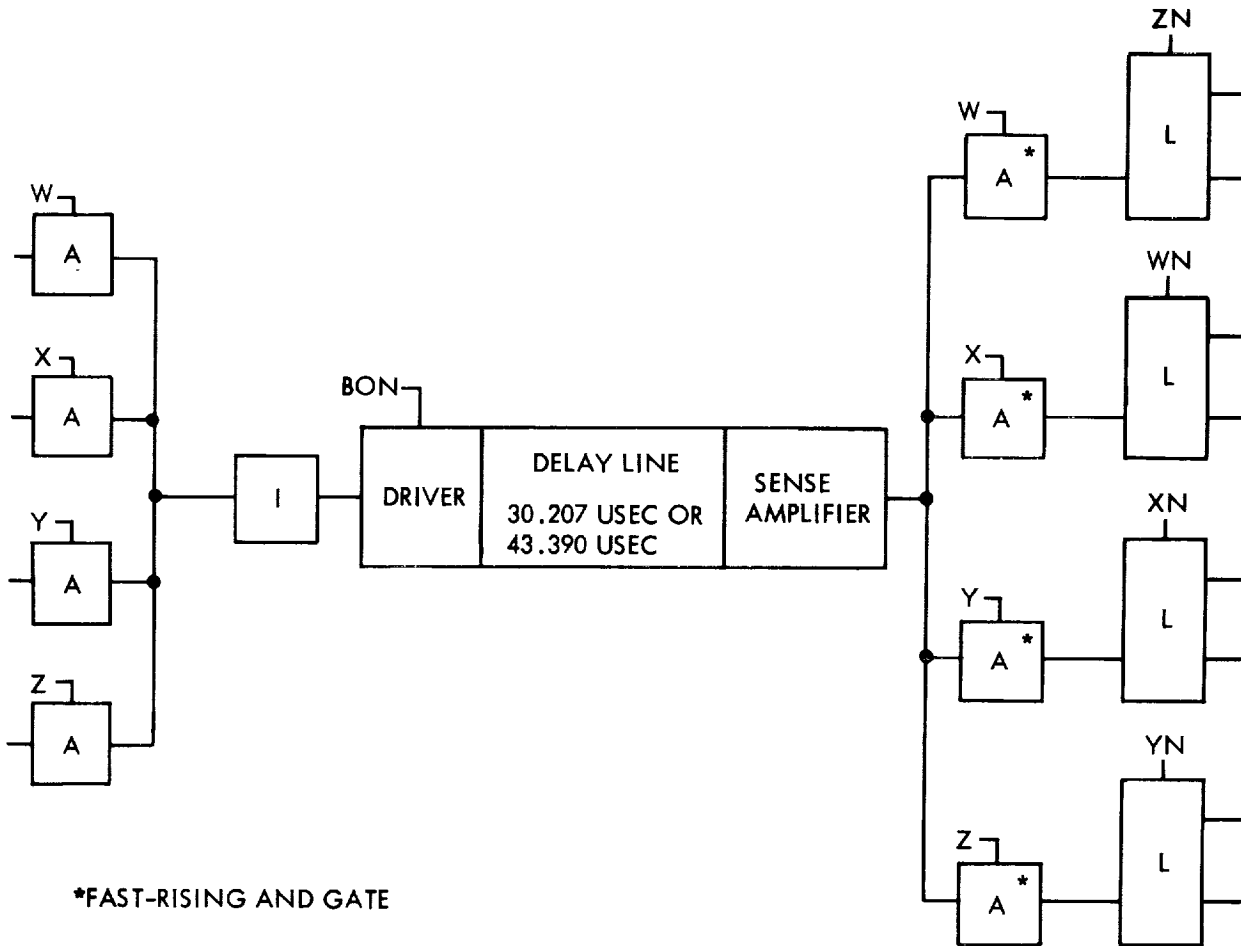 ZN
W
A *
L
W
A
WN
X
A *
L
X
A
BON
DRIVER
DELAY LINE
30.207 USEC OR
43.390 USEC
SENSE
AMPLIFIER
I
XN
Y
A *
L
Y
A
Z
A
YN
Z
A *
L
*FAST-RISING AND GATE